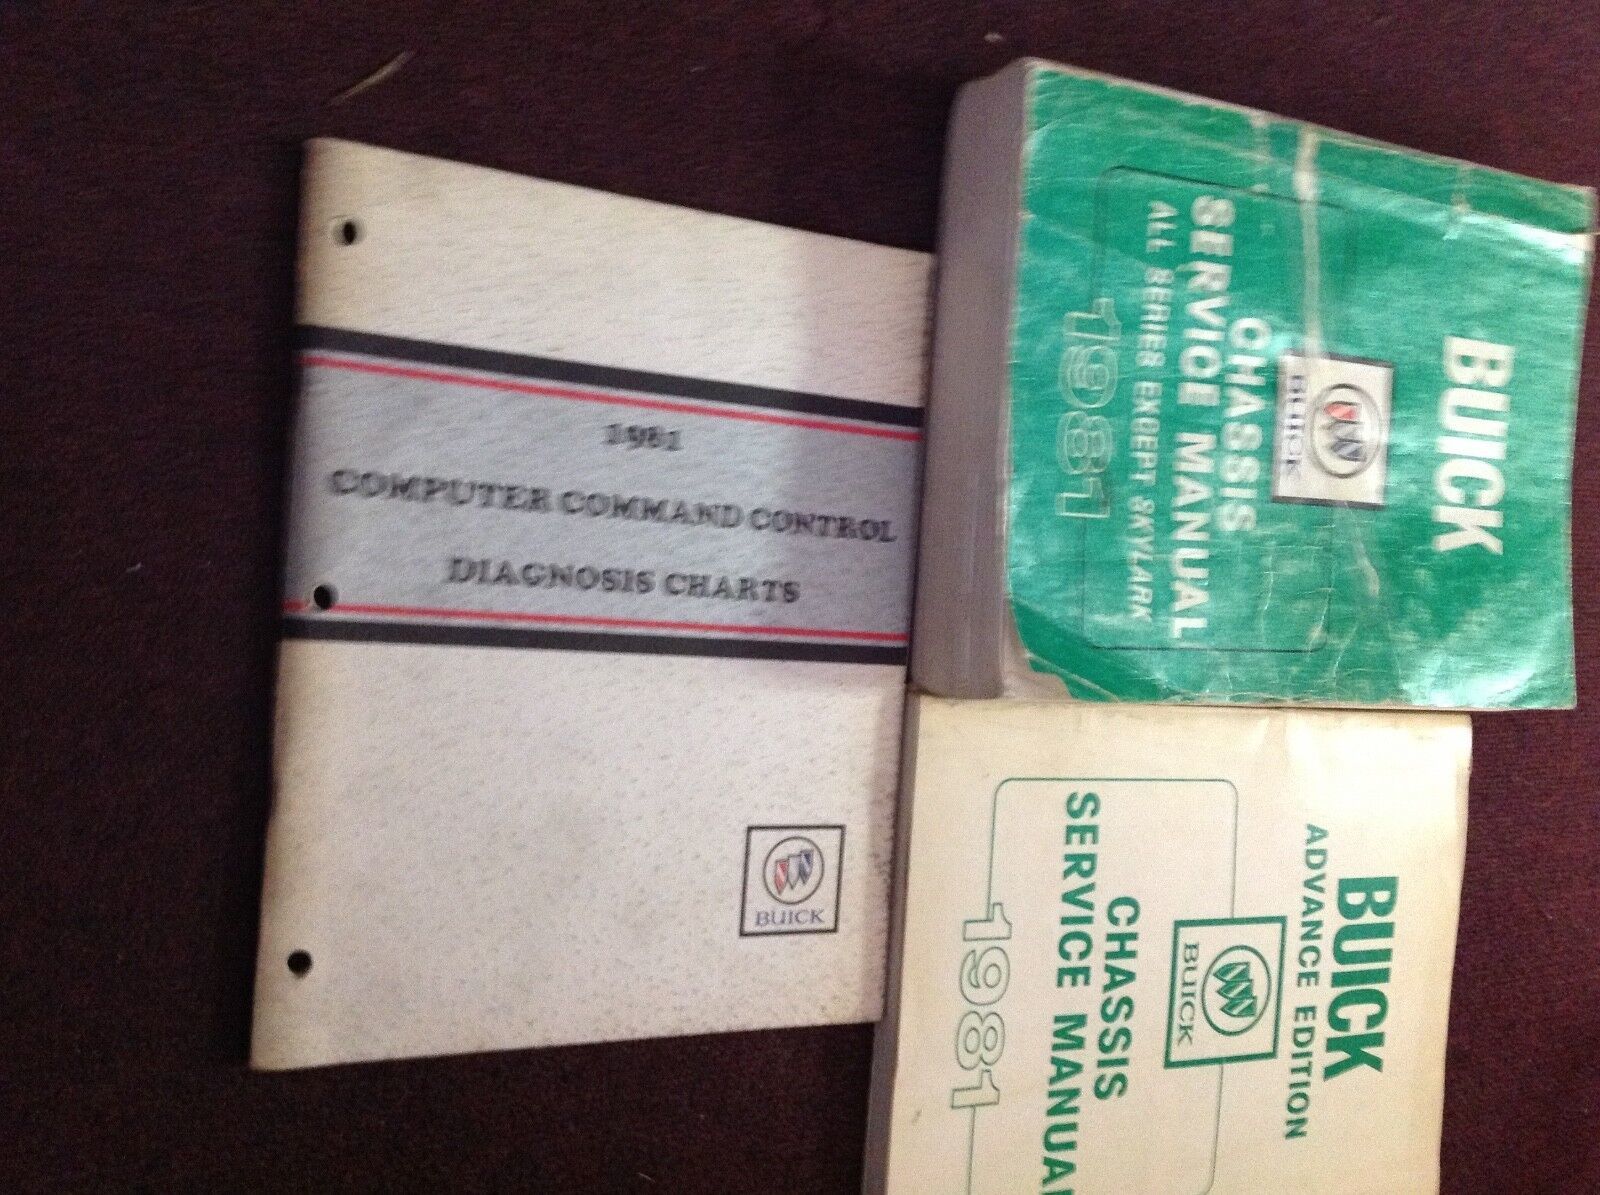 1981
COMPUTER COMMAND CONTROL
DIAGNOSIS CHARTS
BUICK
BUICK
BUICK
CHASSIS
SERVICE MANUAL
ALL SERIES EXCEPT SKYLARK
1981
BUICK
ADVANCE EDITION
BUICK
CHASSIS
SERVICE MANUAL
1981